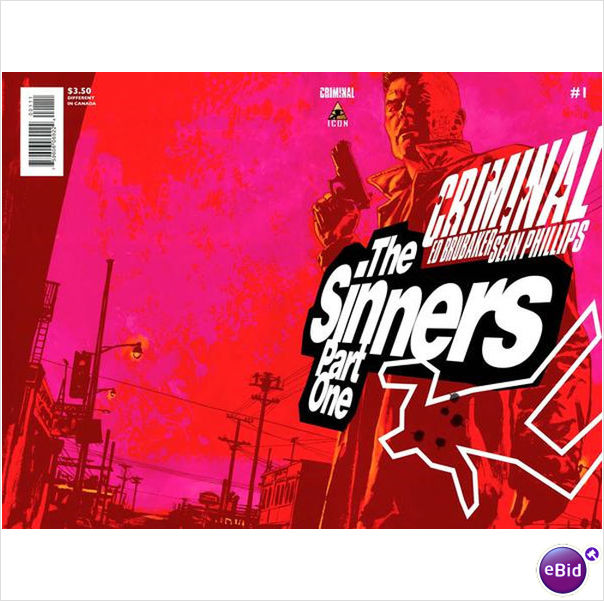 $3.50
DIFFERENT
IN CANADA
CRIMINAL
ICON
#1
CRIMINAL
ED BRUBAKER SEAN PHILLIPS
The
Sinners
Part
One
eBid